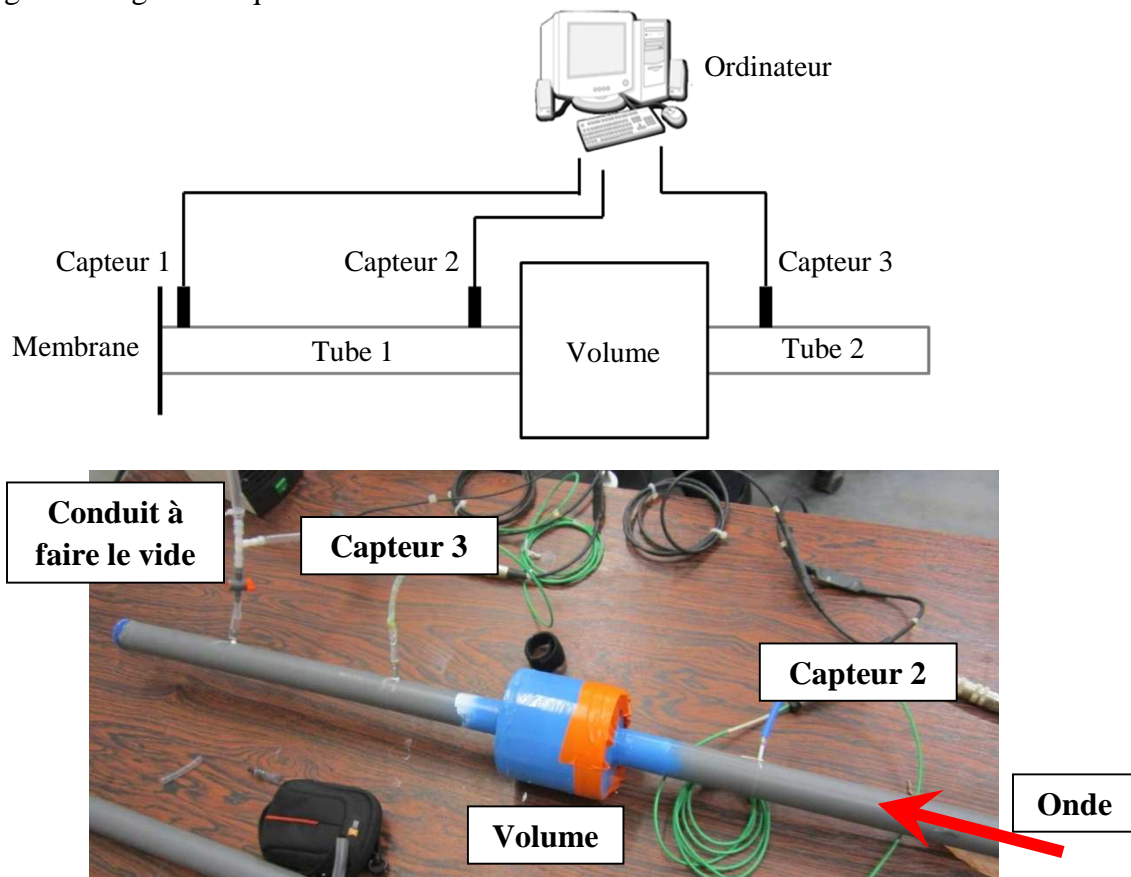 Ordinateur
Capteur 1
Capteur 2
Capteur 3
Membrane
Tube 1
Volume
Tube 2
Conduit à
faire le vide
Capteur 3
Capteur 2
Onde
Volume